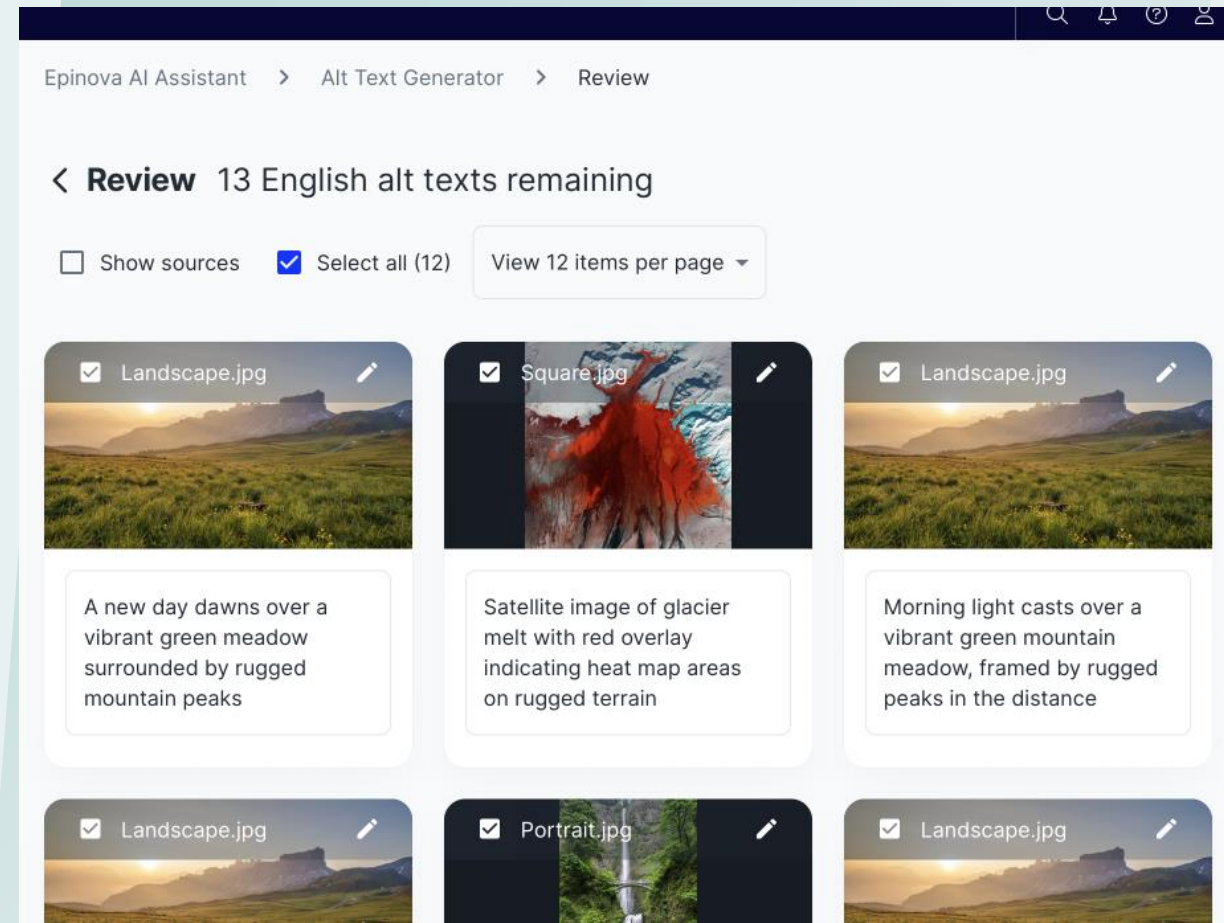 Epinova AI Assistant > Alt Text Generator > Review
< Review 13 English alt texts remaining
Show sources Select all (12) View 12 items per page
Landscape.jpg Square.jpg Landscape.jpg
A new day dawns over a
vibrant green meadow
surrounded by rugged
mountain peaks
Satellite image of glacier
melt with red overlay
indicating heat map areas
on rugged terrain
Morning light casts over a
vibrant green mountain
meadow, framed by rugged
peaks in the distance
Landscape.jpg Portrait.jpg Landscape.jpg